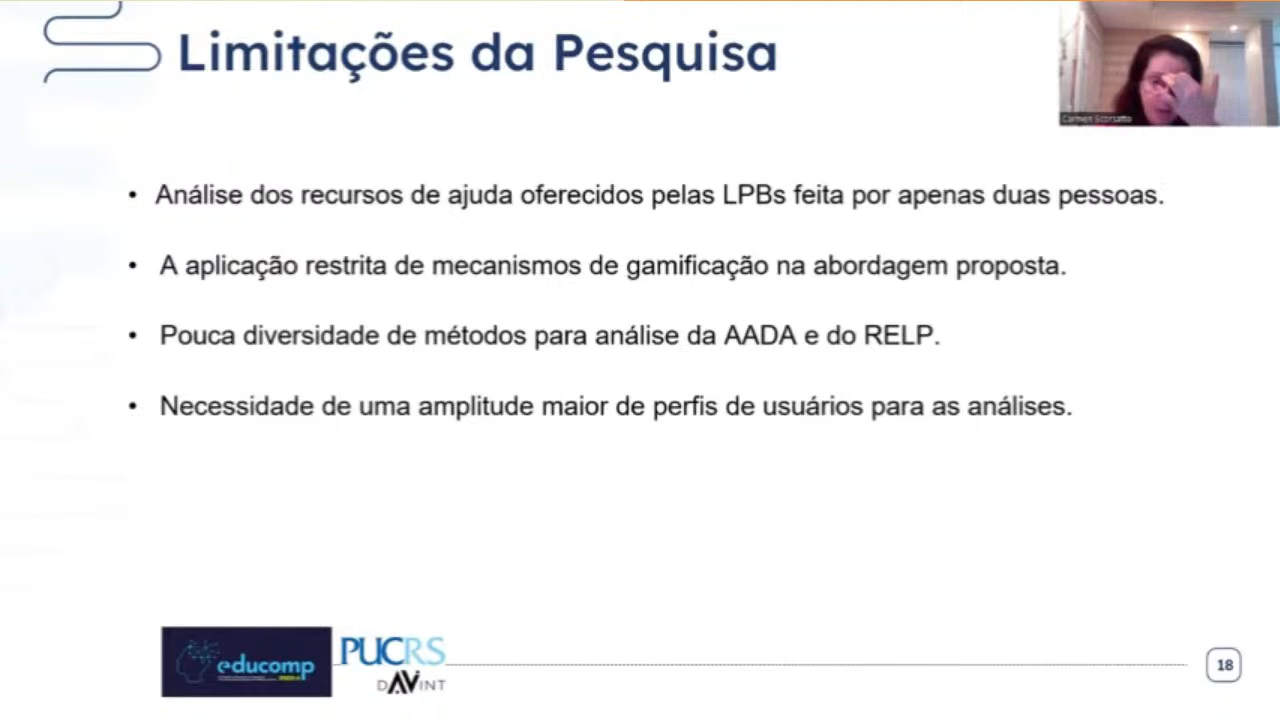 Limitações da Pesquisa
Carmen Scorsatto
• Análise dos recursos de ajuda oferecidos pelas LPBs feita por apenas duas pessoas.
• A aplicação restrita de mecanismos de gamificação na abordagem proposta.
• Pouca diversidade de métodos para análise da AADA e do RELP.
• Necessidade de uma amplitude maior de perfis de usuários para as análises.
educomp
PUCRS
DAVINT
18